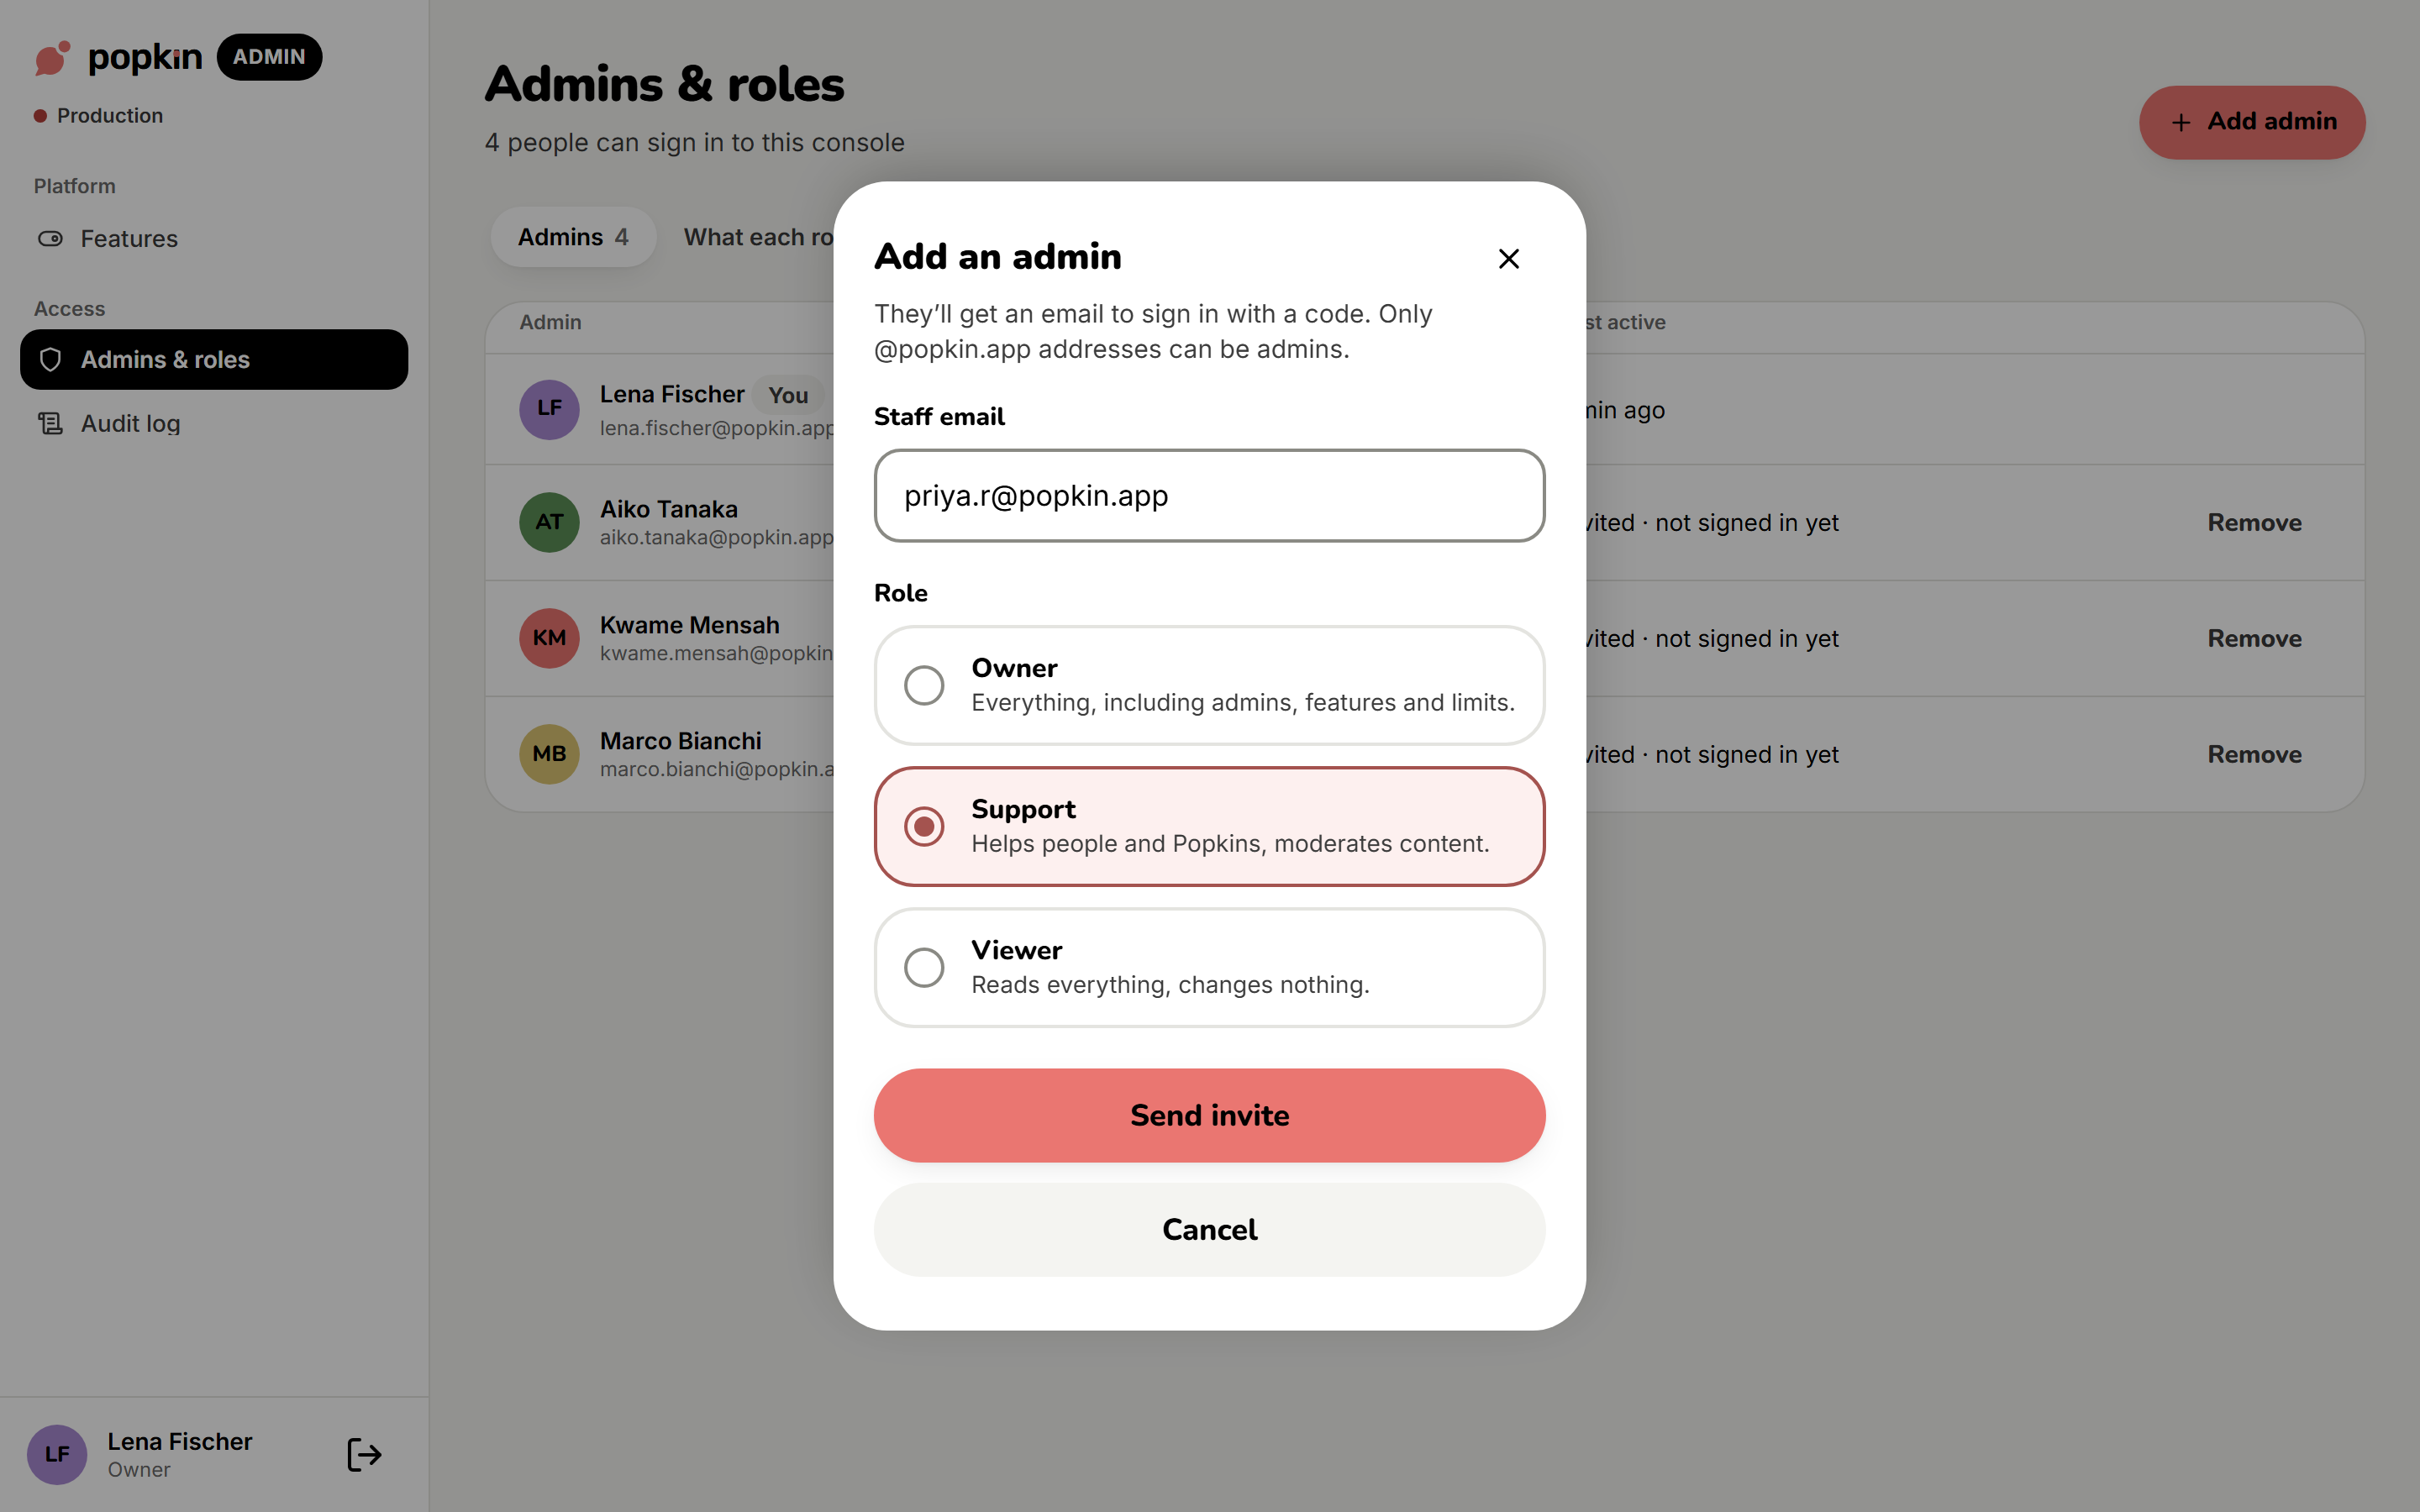 popkin ADMIN
Production
Platform
Features
Access
Admins & roles
Audit log
LF
Lena Fischer
Owner
Admins & roles
4 people can sign in to this console
+ Add admin
Admins 4
What each
Admin
active
LF
Lena Fischer You
lena.fischer@popkin.app
ago
AT
Aiko Tanaka
aiko.tanaka@popkin.app
· not signed in yet
Remove
KM
Kwame Mensah
kwame.mensah@popkin
· not signed in yet
Remove
MB
Marco Bianchi
marco.bianchi@popkin.a
· not signed in yet
Remove
Add an admin
They’ll get an email to sign in with a code. Only
@popkin.app addresses can be admins.
Staff email
priya.r@popkin.app
Role
Owner
Everything, including admins, features and limits.
Support
Helps people and Popkins, moderates content.
Viewer
Reads everything, changes nothing.
Send invite
Cancel